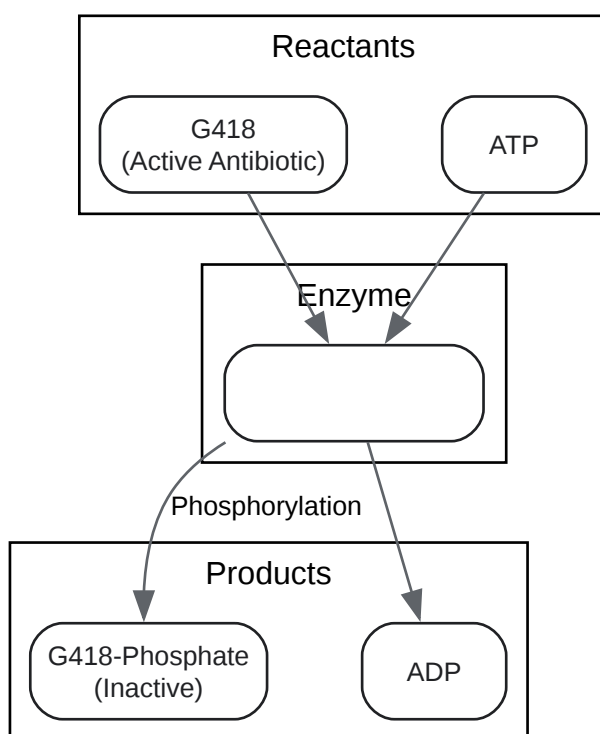 Reactants
G418
(Active Antibiotic)
ATP
Enzyme
Phosphorylation
Products
G418-Phosphate
(Inactive)
ADP